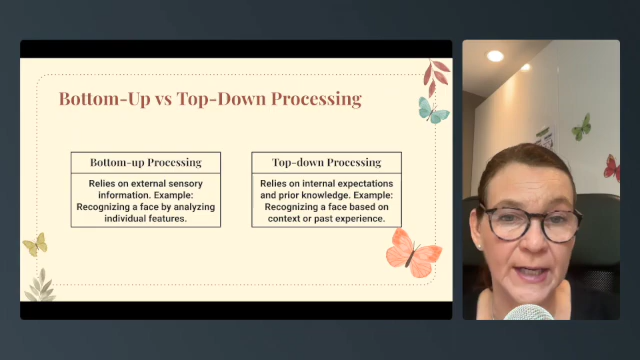 Bottom-Up vs Top-Down Processing
Bottom-up Processing
Relies on external sensory
information. Example:
Recognizing a face by analyzing
individual features.
Top-down Processing
Relies on internal expectations
and prior knowledge. Example:
Recognizing a face based on
context or past experience.